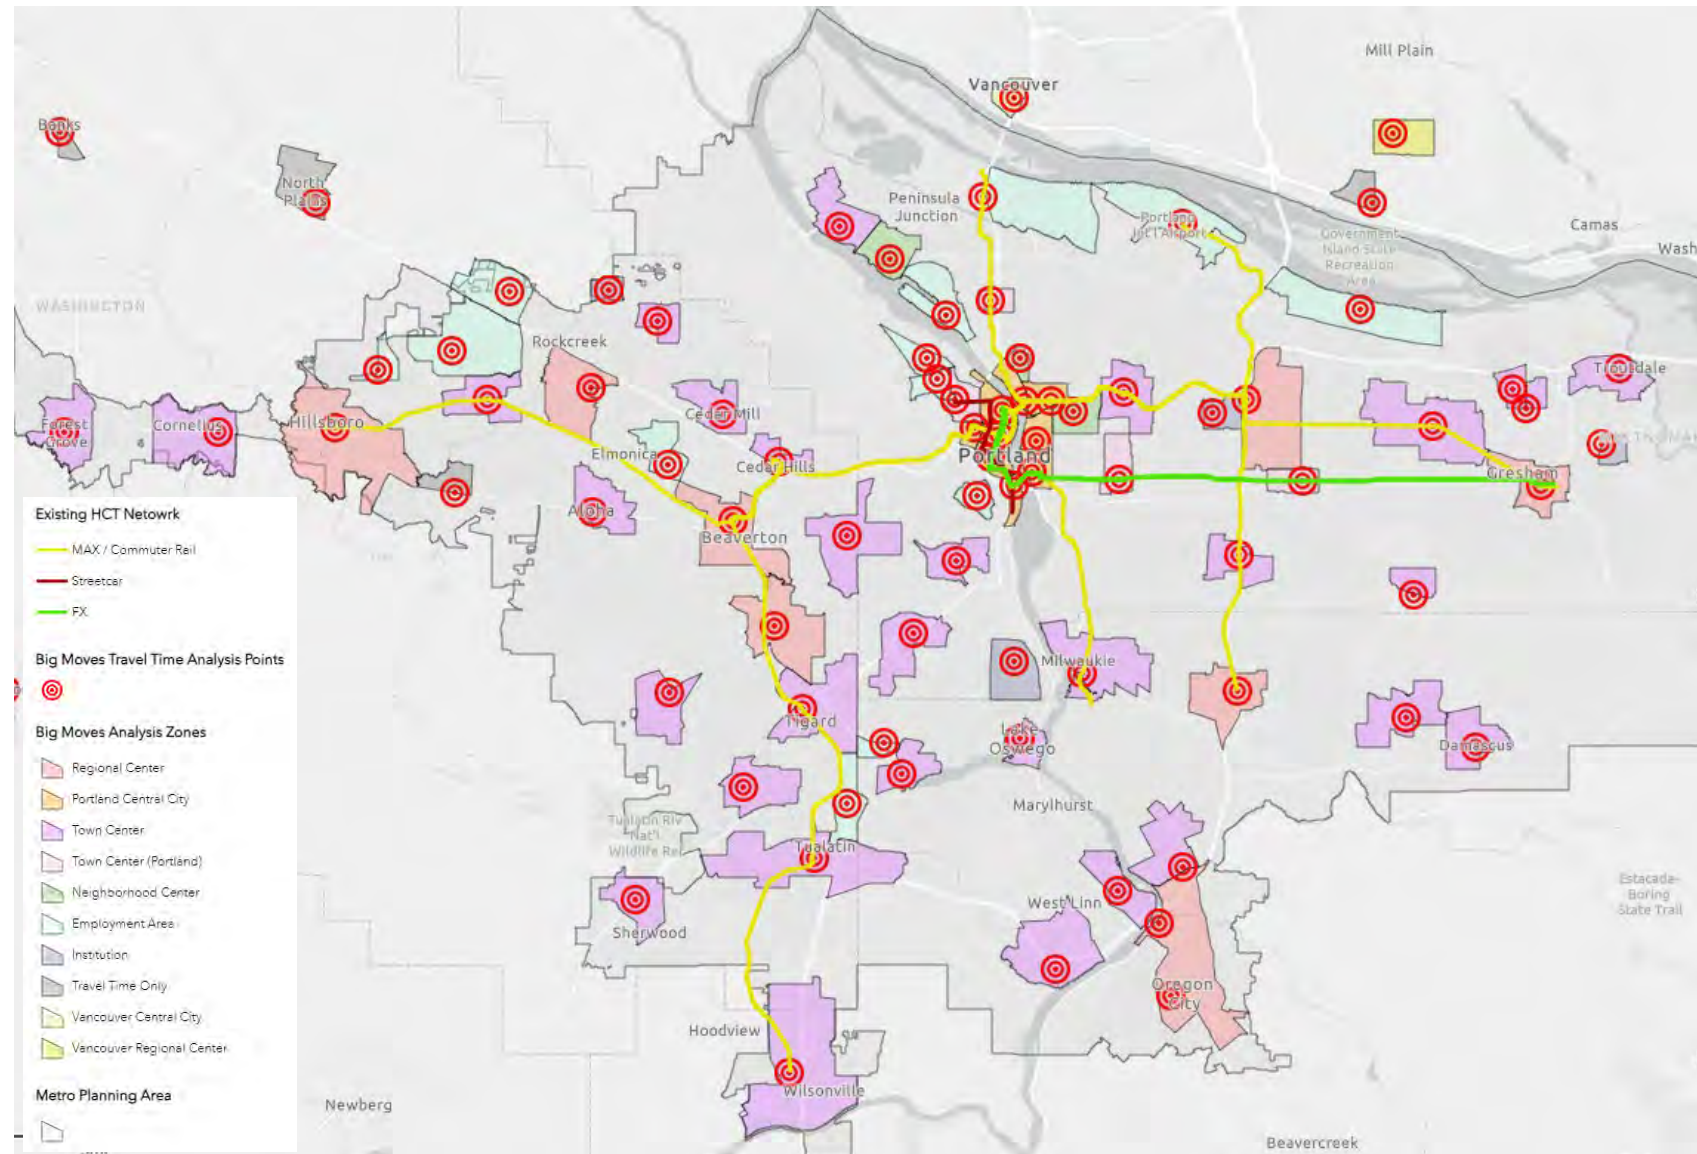 Mill Plain
Vancouver
Banks
North
Plains
Peninsula
Junction
Portland
Int'l Airport
Camas
Wash
Government
Island State
Recreation
Area
WASHINGTON
Rockcreek
Troutdale
Forest
Grove
Cornelius
Hillsboro
Cedar Mill
Elmonica
Cedar Hills
Portland
Gresham
Aloha
Beaverton
Existing HCT Netowrk
MAX / Commuter Rail
Streetcar
FX
Big Moves Travel Time Analysis Points
Big Moves Analysis Zones
Regional Center
Portland Central City
Town Center
Town Center (Portland)
Neighborhood Center
Employment Area
Institution
Travel Time Only
Vancouver Central City
Vancouver Regional Center
Metro Planning Area
Milwaukie
Tigard
Lake
Oswego
Damascus
Marylhurst
Tualatin Riv
Nat'l
Wildlife Re
Tualatin
Sherwood
West Linn
Estacada-
Boring
State Trail
Oregon
City
Hoodview
Wilsonville
Newberg
Beavercreek